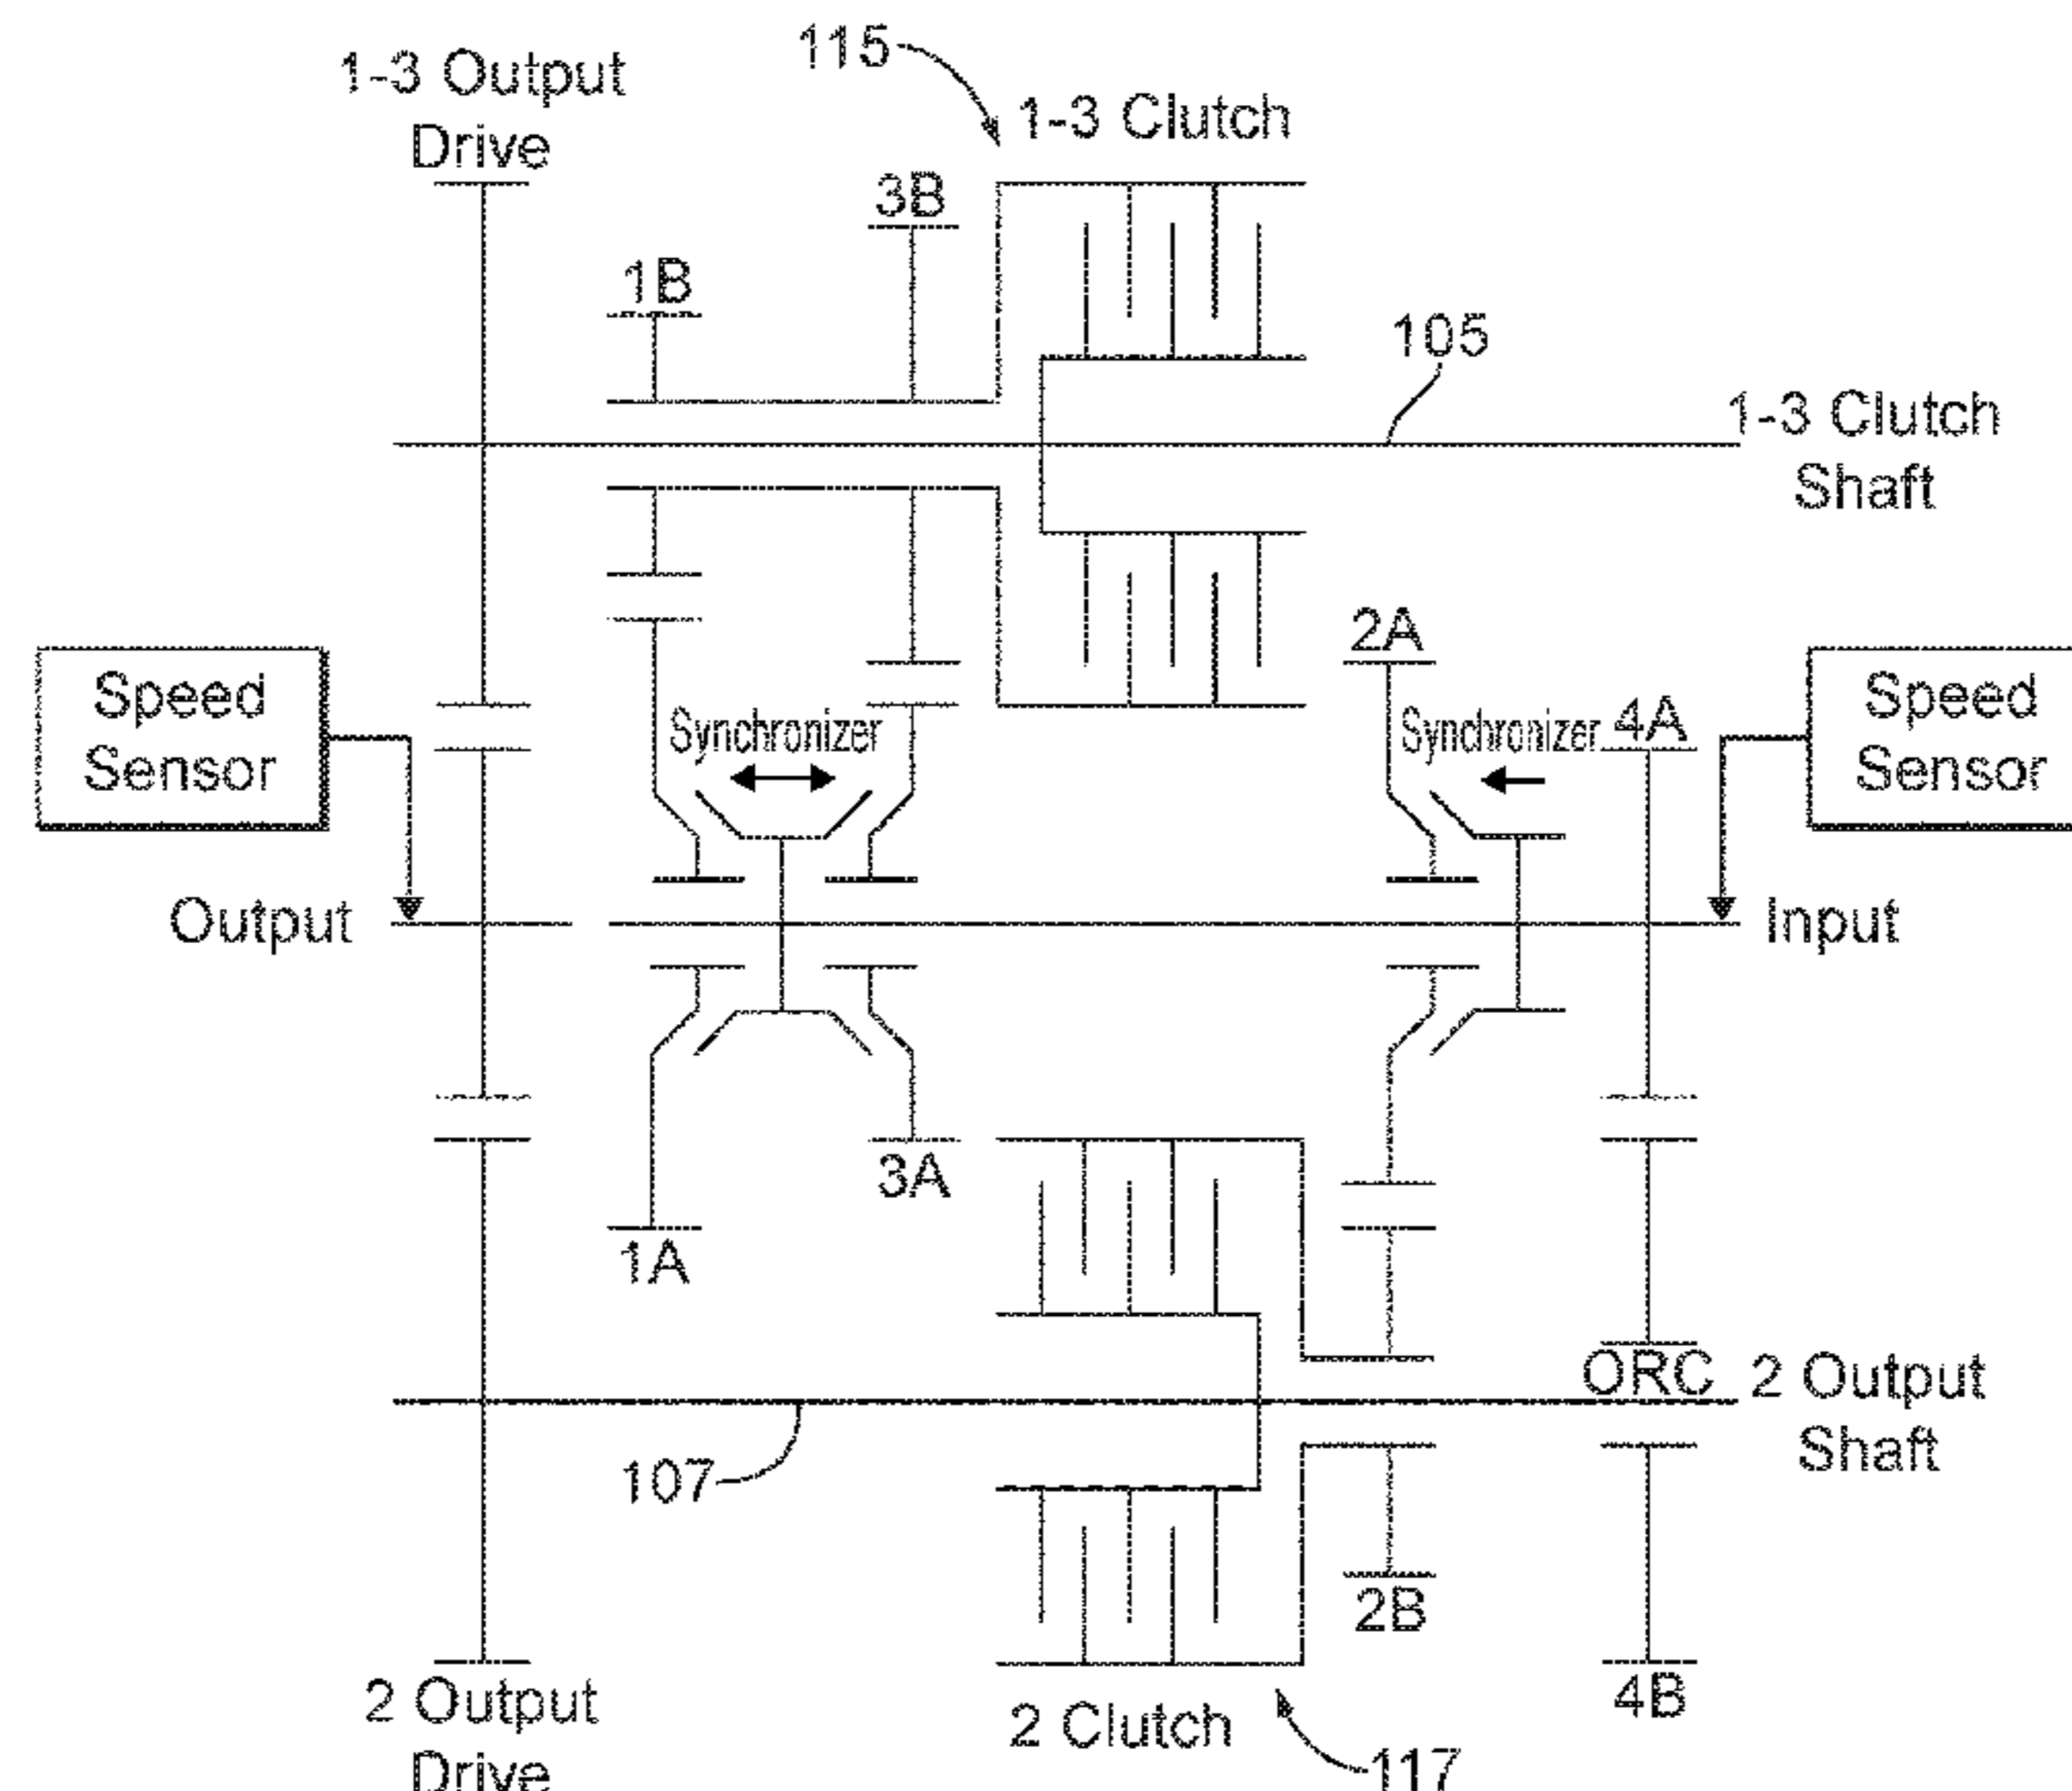 115
1-3 Output
Drive
1-3 Clutch
3B
1B
105
1-3 Clutch
Shaft
2A
Speed
Sensor
Synchronizer
Synchronizer
4A
Speed
Sensor
Output
Input
3A
1A
ORC
2 Output
Shaft
107
2B
2 Output
Drive
2 Clutch
4B
117